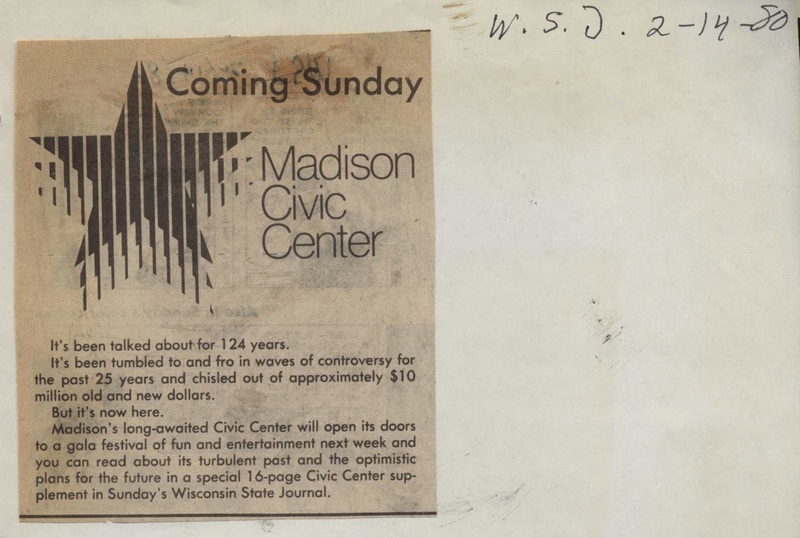 W. S. J. 2-14-80
Coming Sunday
Madison
Civic
Center
It's been talked about for 124 years.
It's been tumbled to and fro in waves of controversy for
the past 25 years and chisled out of approximately $10
million old and new dollars.
But it's now here.
Madison's long-awaited Civic Center will open its doors
to a gala festival of fun and entertainment next week and
you can read about its turbulent past and the optimistic
plans for the future in a special 16-page Civic Center sup-
plement in Sunday's Wisconsin State Journal.